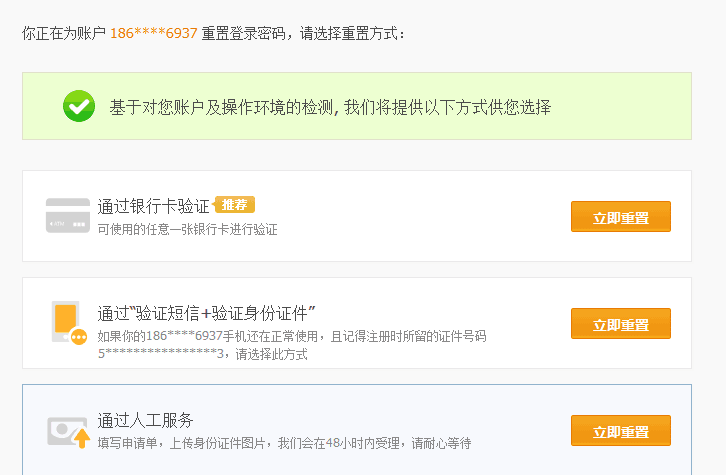 你正在为账户 186****6937 重置登录密码，请选择重置方式：
基于对您账户及操作环境的检测, 我们将提供以下方式供您选择
通过银行卡验证 推荐
可使用的任意一张银行卡进行验证
立即重置
通过“验证短信+验证身份证件”
如果你的186****6937手机还在正常使用，且记得注册时所留的证件号码
5****************3，请选择此方式
立即重置
通过人工服务
填写申请单，上传身份证件图片，我们会在48小时内受理，请耐心等待
立即重置